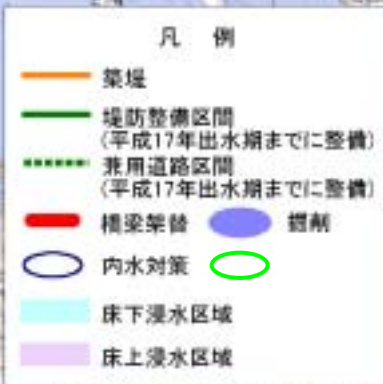 凡 例
築堤
堤防整備区間
(平成17年出水期までに整備)
兼用道路区間
(平成17年出水期までに整備)
橋梁架替 掘削
内水対策
床下浸水区域
床上浸水区域